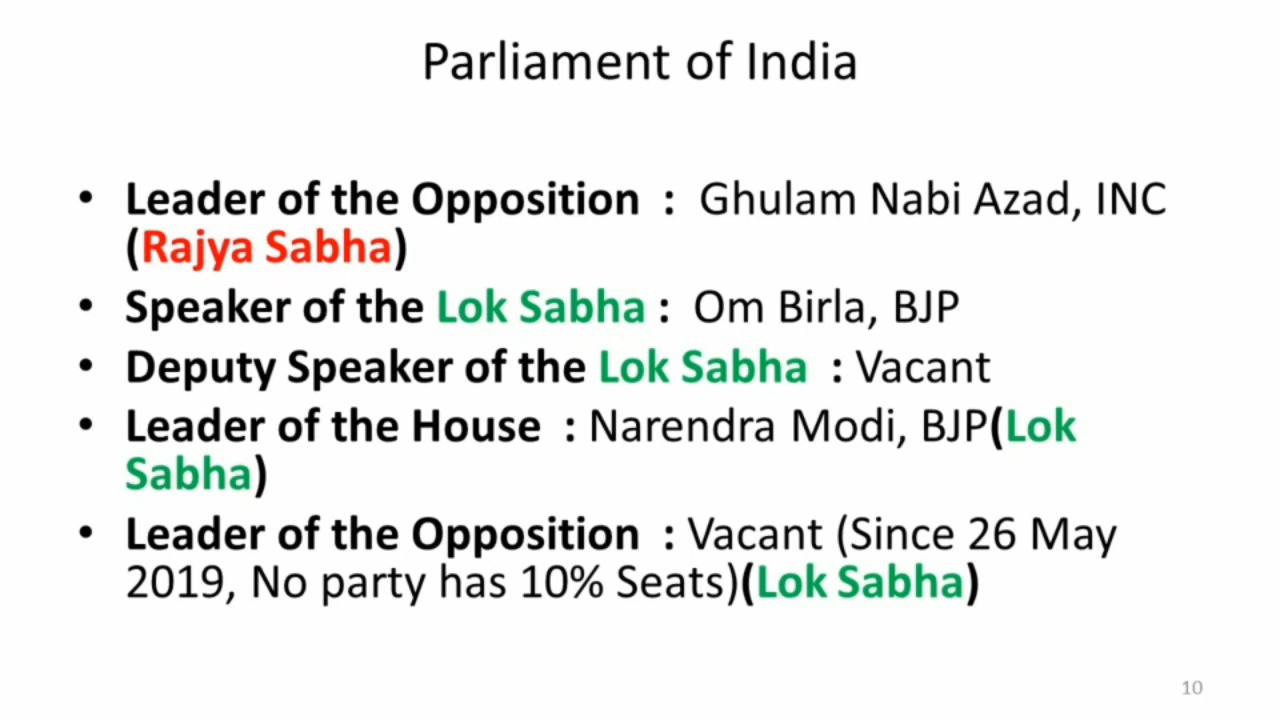 Parliament of India
• Leader of the Opposition : Ghulam Nabi Azad, INC
(Rajya Sabha)
• Speaker of the Lok Sabha : Om Birla, BJP
• Deputy Speaker of the Lok Sabha : Vacant
• Leader of the House : Narendra Modi, BJP(Lok
Sabha)
• Leader of the Opposition : Vacant (Since 26 May
2019, No party has 10% Seats)(Lok Sabha)
10